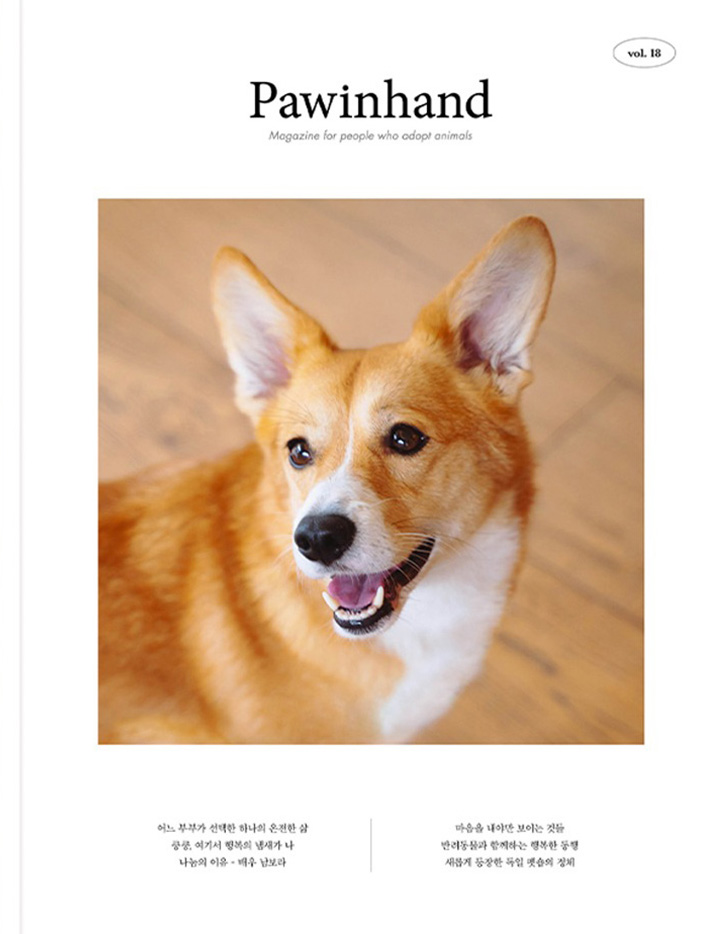 vol. 18
Pawinhand
Magazine for people who adopt animals
어느 부부가 선택한 하나의 온전한 삶
킁킁, 여기서 행복의 냄새가 나
나눔의 이유 - 배우 남보라
마음을 내야만 보이는 것들
반려동물과 함께하는 행복한 동행
새롭게 등장한 독일 펫숍의 정체